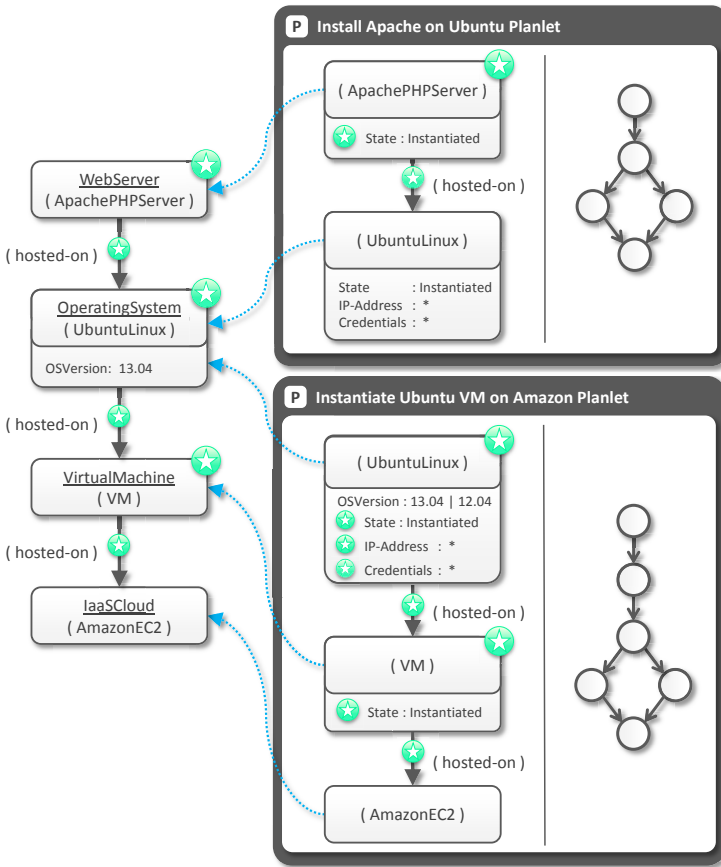 P Install Apache on Ubuntu Planlet
( ApachePHPServer )
State : Instantiated
( hosted-on )
( UbuntuLinux )
State : Instantiated
IP-Address : *
Credentials : *
WebServer
( ApachePHPServer )
( hosted-on )
OperatingSystem
( UbuntuLinux )
OSVersion: 13.04
( hosted-on )
VirtualMachine
( VM )
( hosted-on )
IaaSCloud
( AmazonEC2 )
P Instantiate Ubuntu VM on Amazon Planlet
( UbuntuLinux )
OSVersion : 13.04 | 12.04
State : Instantiated
IP-Address : *
Credentials : *
( hosted-on )
( VM )
State : Instantiated
( hosted-on )
( AmazonEC2 )